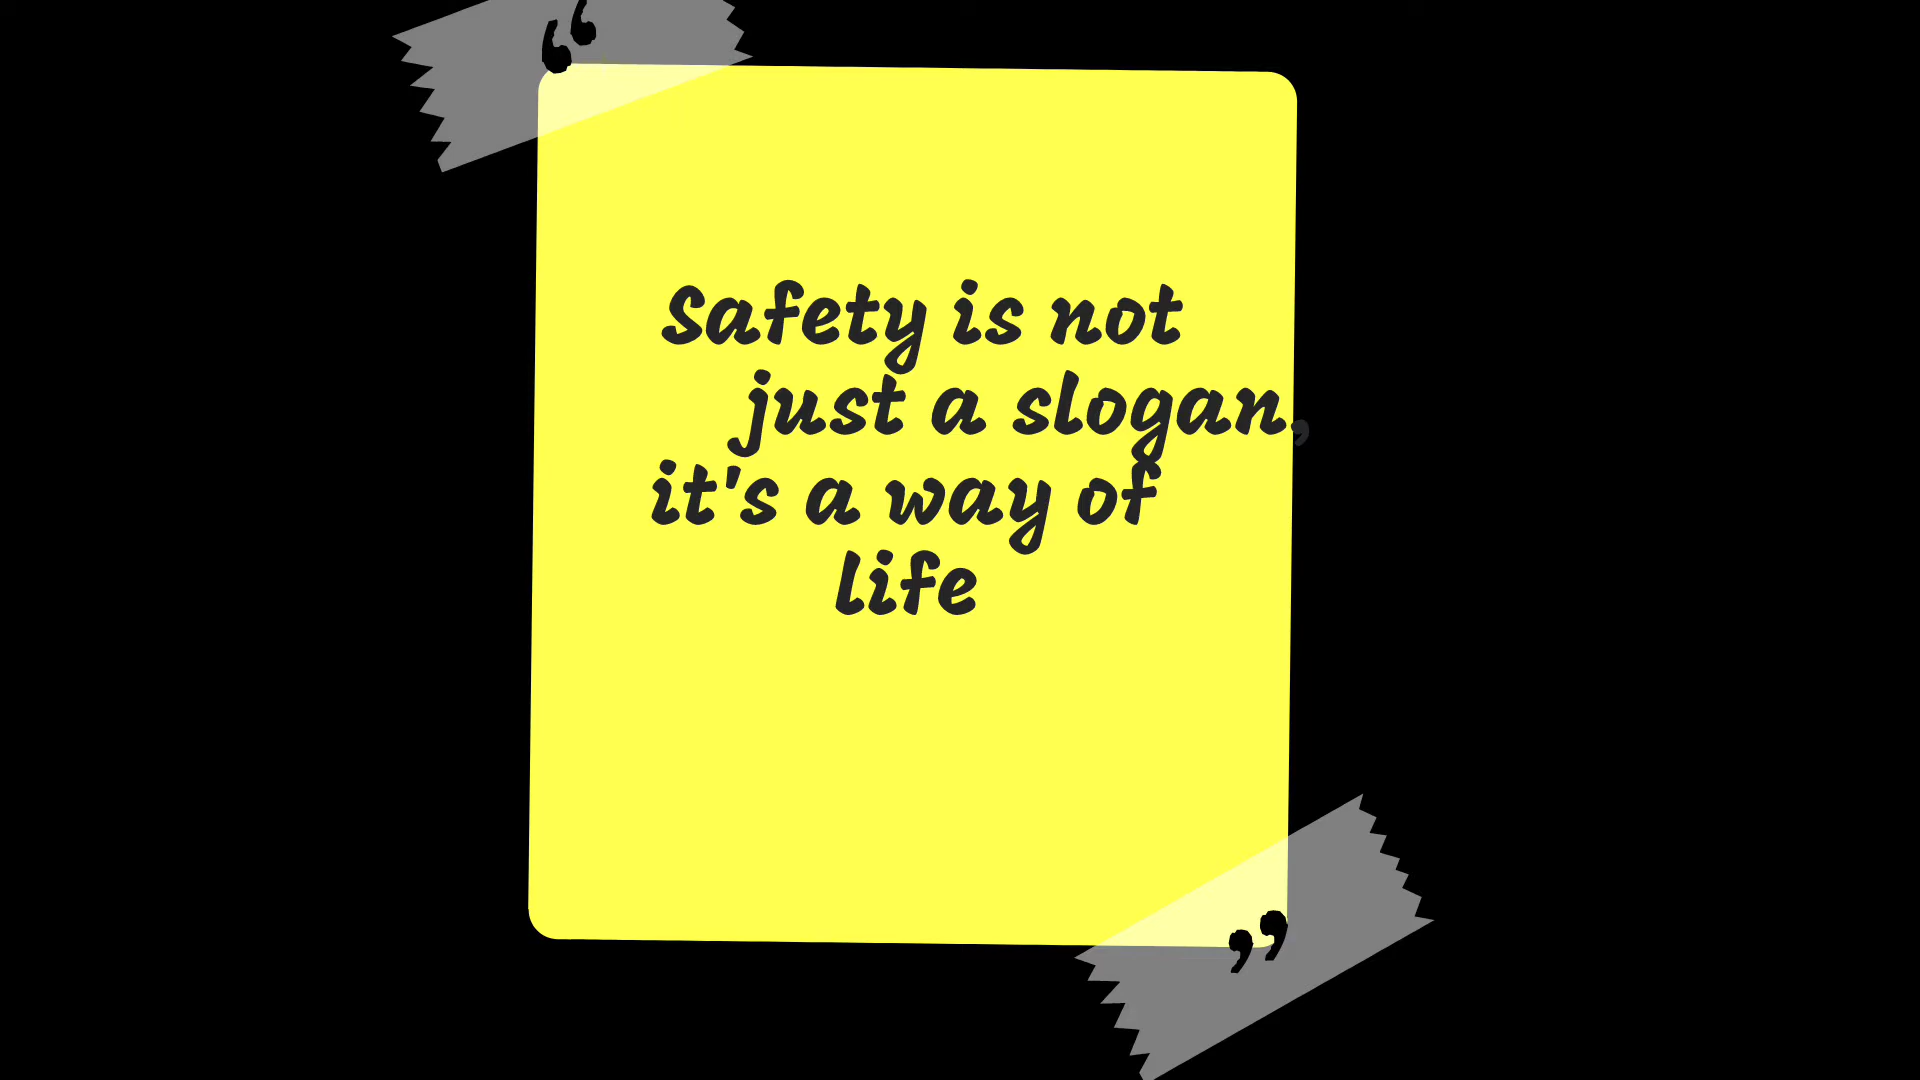 “
Safety is not
just a slogan,
it's a way of
life
”